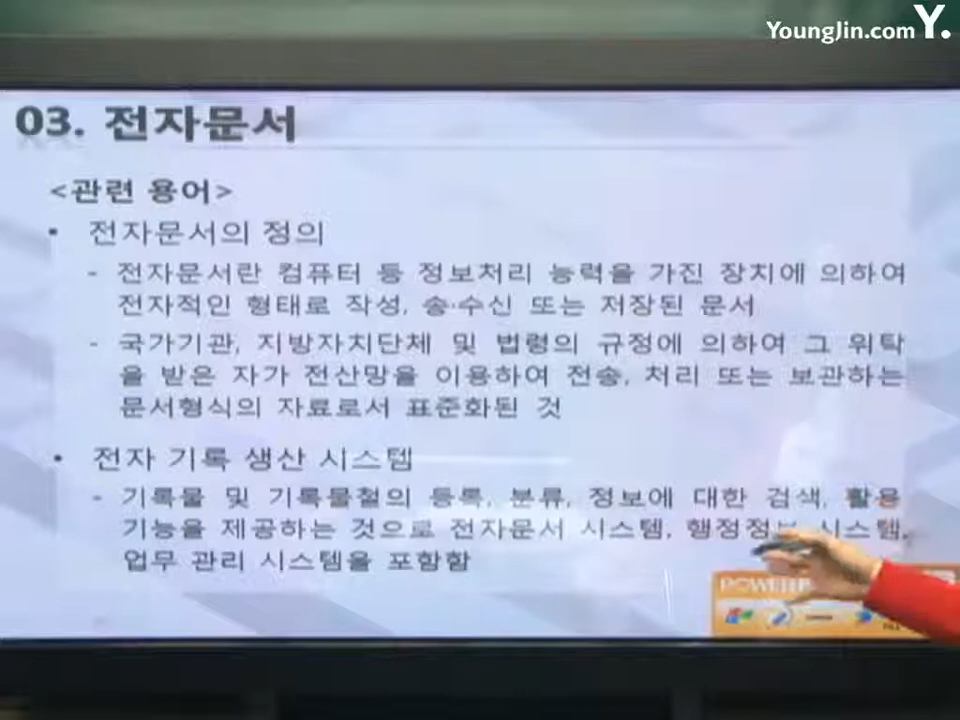 YoungJin.com Y.
03. 전자문서
<관련 용어>
• 전자문서의 정의
- 전자문서란 컴퓨터 등 정보처리 능력을 가진 장치에 의하여
전자적인 형태로 작성, 송·수신 또는 저장된 문서
- 국가기관, 지방자치단체 및 법령의 규정에 의하여 그 위탁
을 받은 자가 전산망을 이용하여 전송, 처리 또는 보관하는
문서형식의 자료로서 표준화된 것
• 전자 기록 생산 시스템
- 기록물 및 기록물철의 등록, 분류, 정보에 대한 검색, 활용
기능을 제공하는 것으로 전자문서 시스템, 행정정보 시스템,
업무 관리 시스템을 포함함